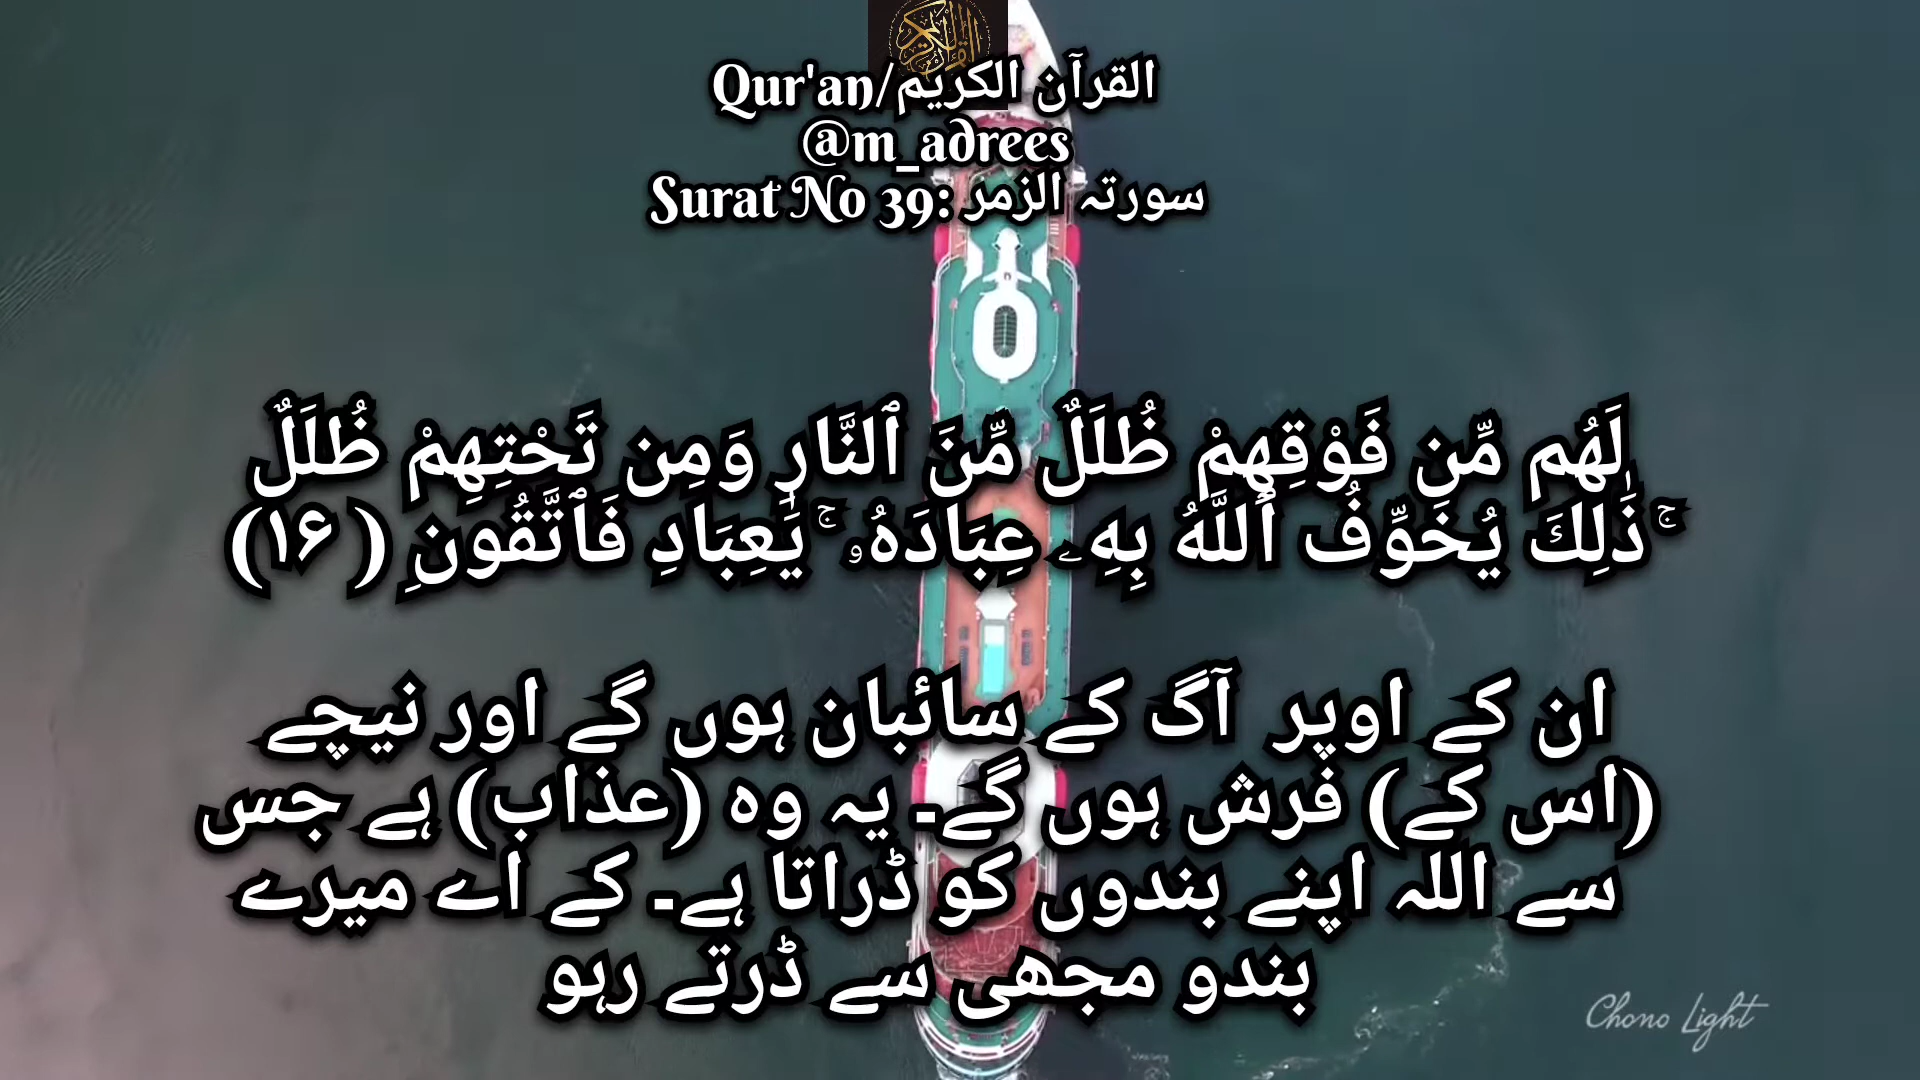 Qur'an/القرآن الكريم
@m_adrees
Surat No 39: سورتہ الزمر
لَهُم مِّن فَوْقِهِمْ ظُلَلٌ مِّنَ ٱلنَّارِ وَمِن تَحْتِهِمْ ظُلَلٌ
ۚ ذَٰلِكَ يُخَوِّفُ ٱللَّهُ بِهِۦ عِبَادَهُۥ ۚ يَٰعِبَادِ فَٱتَّقُونِ (۱۶)
ان کے اوپر آگ کے سائبان ہوں گے اور نیچے
(اس کے) فرش ہوں گے۔ یہ وہ (عذاب) ہے جس
سے اللہ اپنے بندوں کو ڈراتا ہے۔ کے اے میرے
بندو مجھی سے ڈرتے رہو
Chono Light